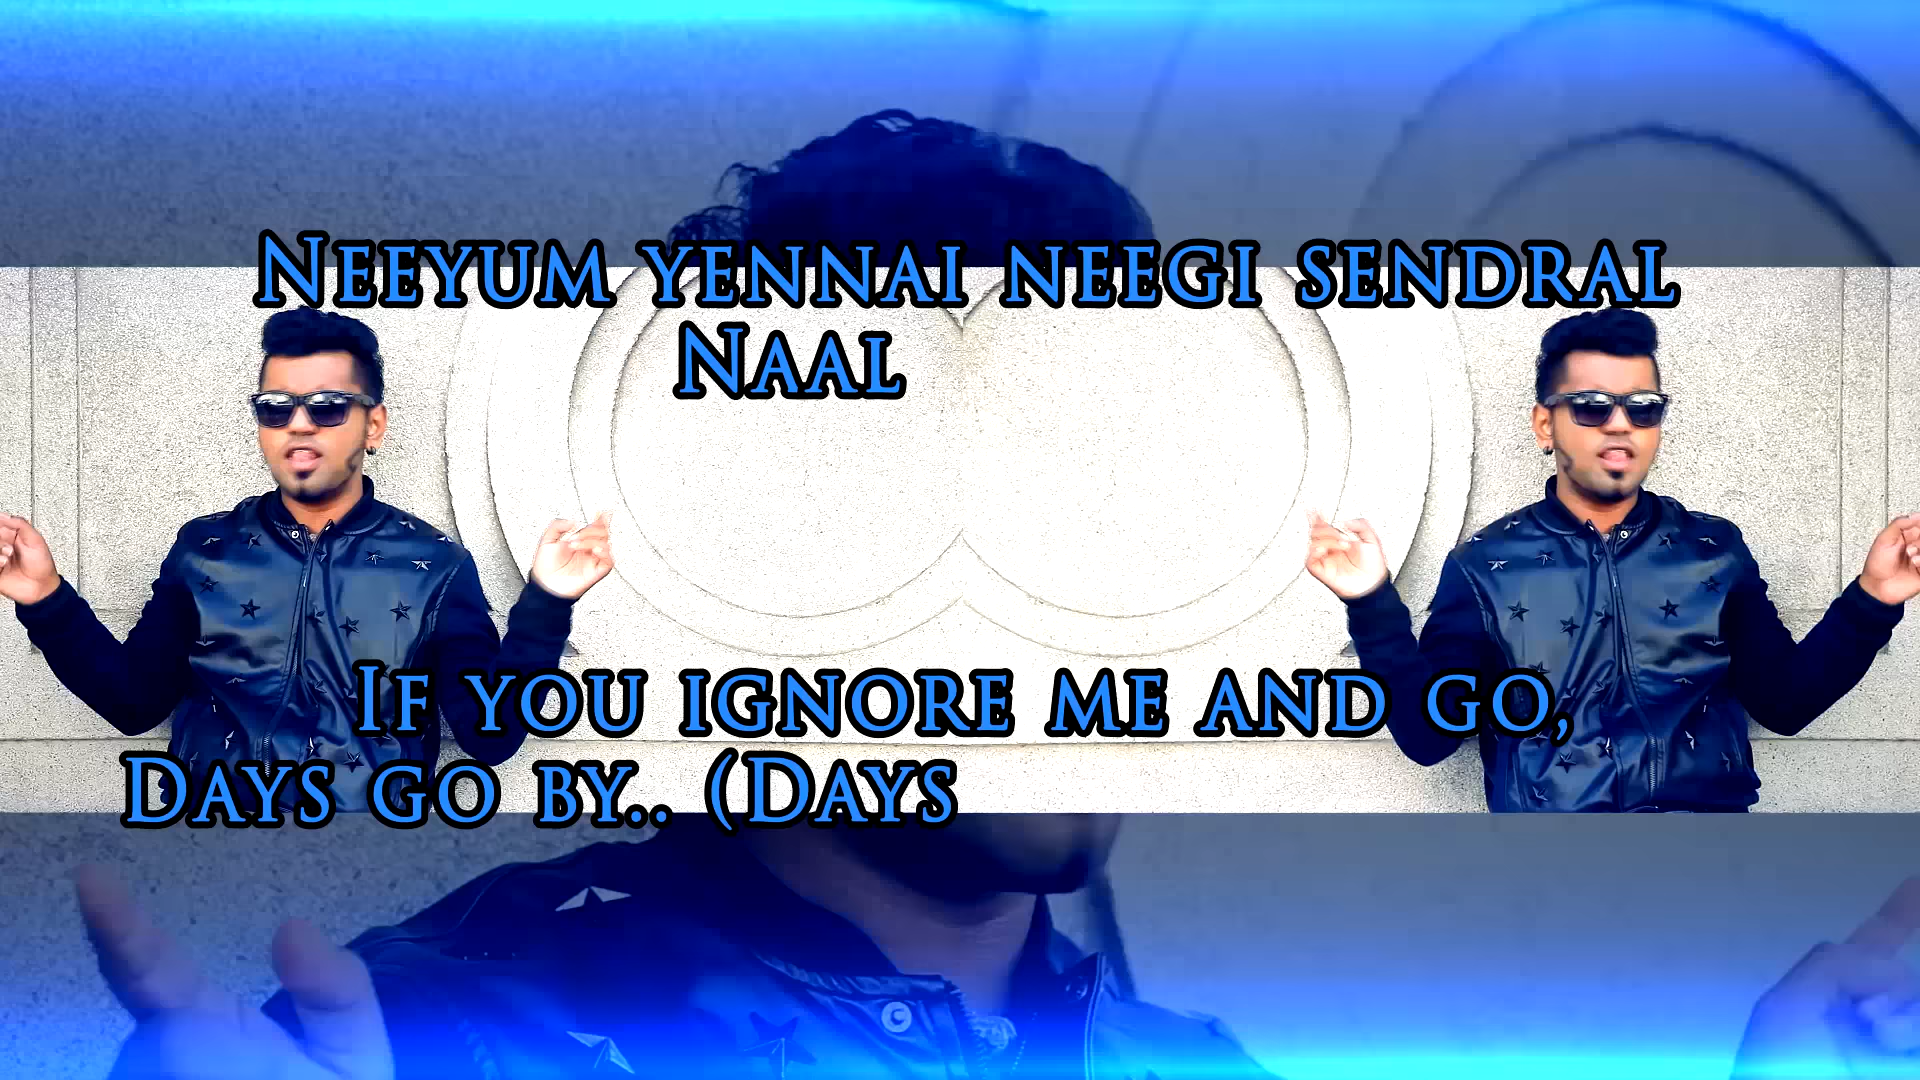 Neeyum yennai neegi sendral
Naal
If you ignore me and go,
Days go by.. (Days